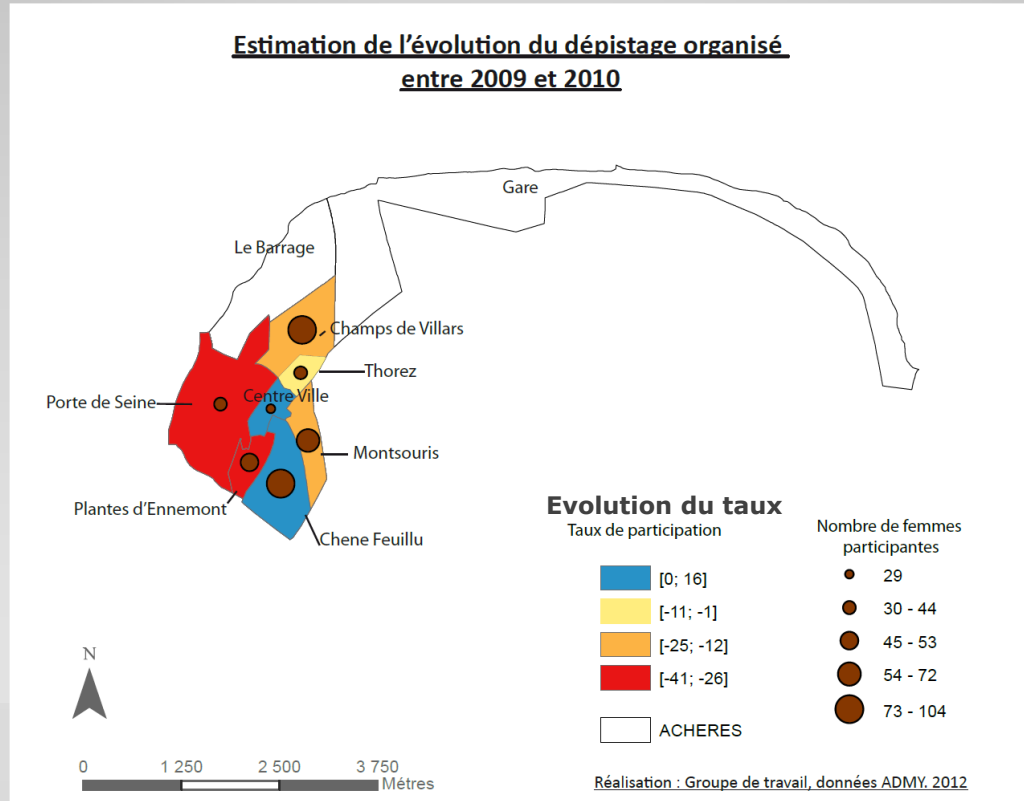 Estimation de l’évolution du dépistage organisé
entre 2009 et 2010
Gare
Le Barrage
Champs de Villars
Thorez
Centre Ville
Porte de Seine
Montsouris
Plantes d’Ennemont
Chene Feuillu
Evolution du taux
Taux de participation
[0; 16]
[-11; -1]
[-25; -12]
[-41; -26]
ACHERES
Nombre de femmes
participantes
29
30 - 44
45 - 53
54 - 72
73 - 104
N
0 1 250 2 500 3 750
Métres
Réalisation : Groupe de travail, données ADMY. 2012